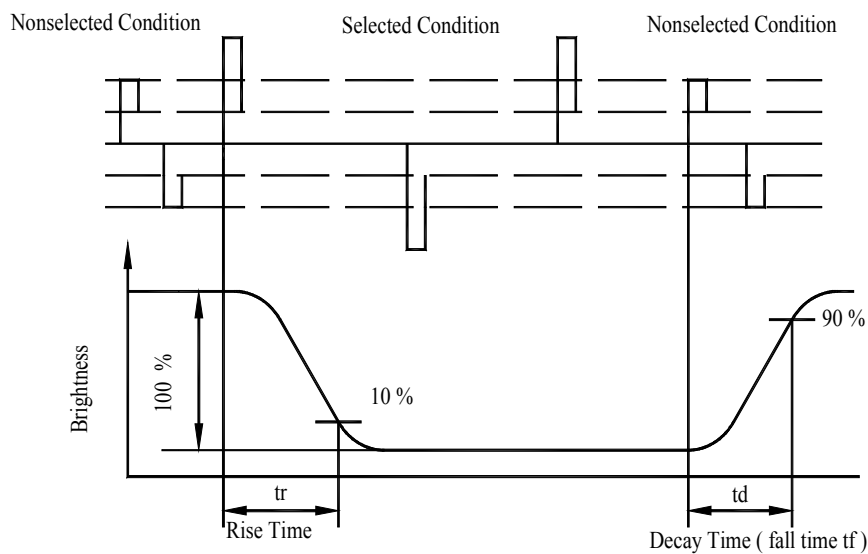 Nonselected Condition
Selected Condition
Nonselected Condition
Brightness
100 %
10 %
90 %
tr
Rise Time
td
Decay Time ( fall time tf )